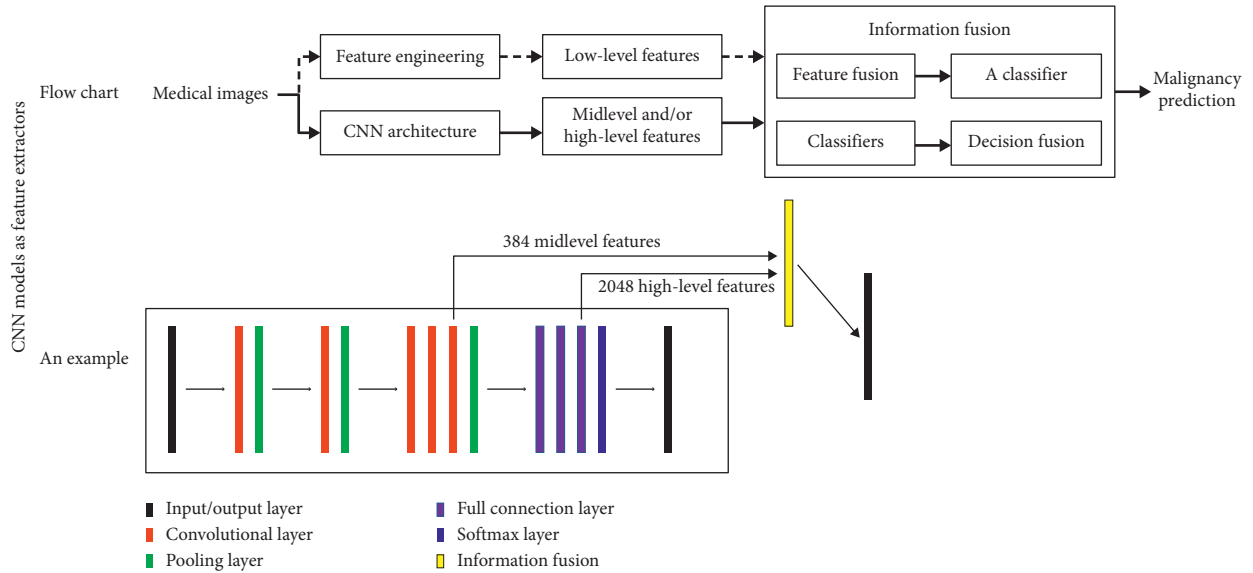 CNN models as feature extractors
Flow chart
Medical images
Feature engineering
Low-level features
CNN architecture
Midlevel and/or
high-level features
Information fusion
Feature fusion
A classifier
Classifiers
Decision fusion
Malignancy
prediction
An example
384 midlevel features
2048 high-level features
Input/output layer
Convolutional layer
Pooling layer
Full connection layer
Softmax layer
Information fusion